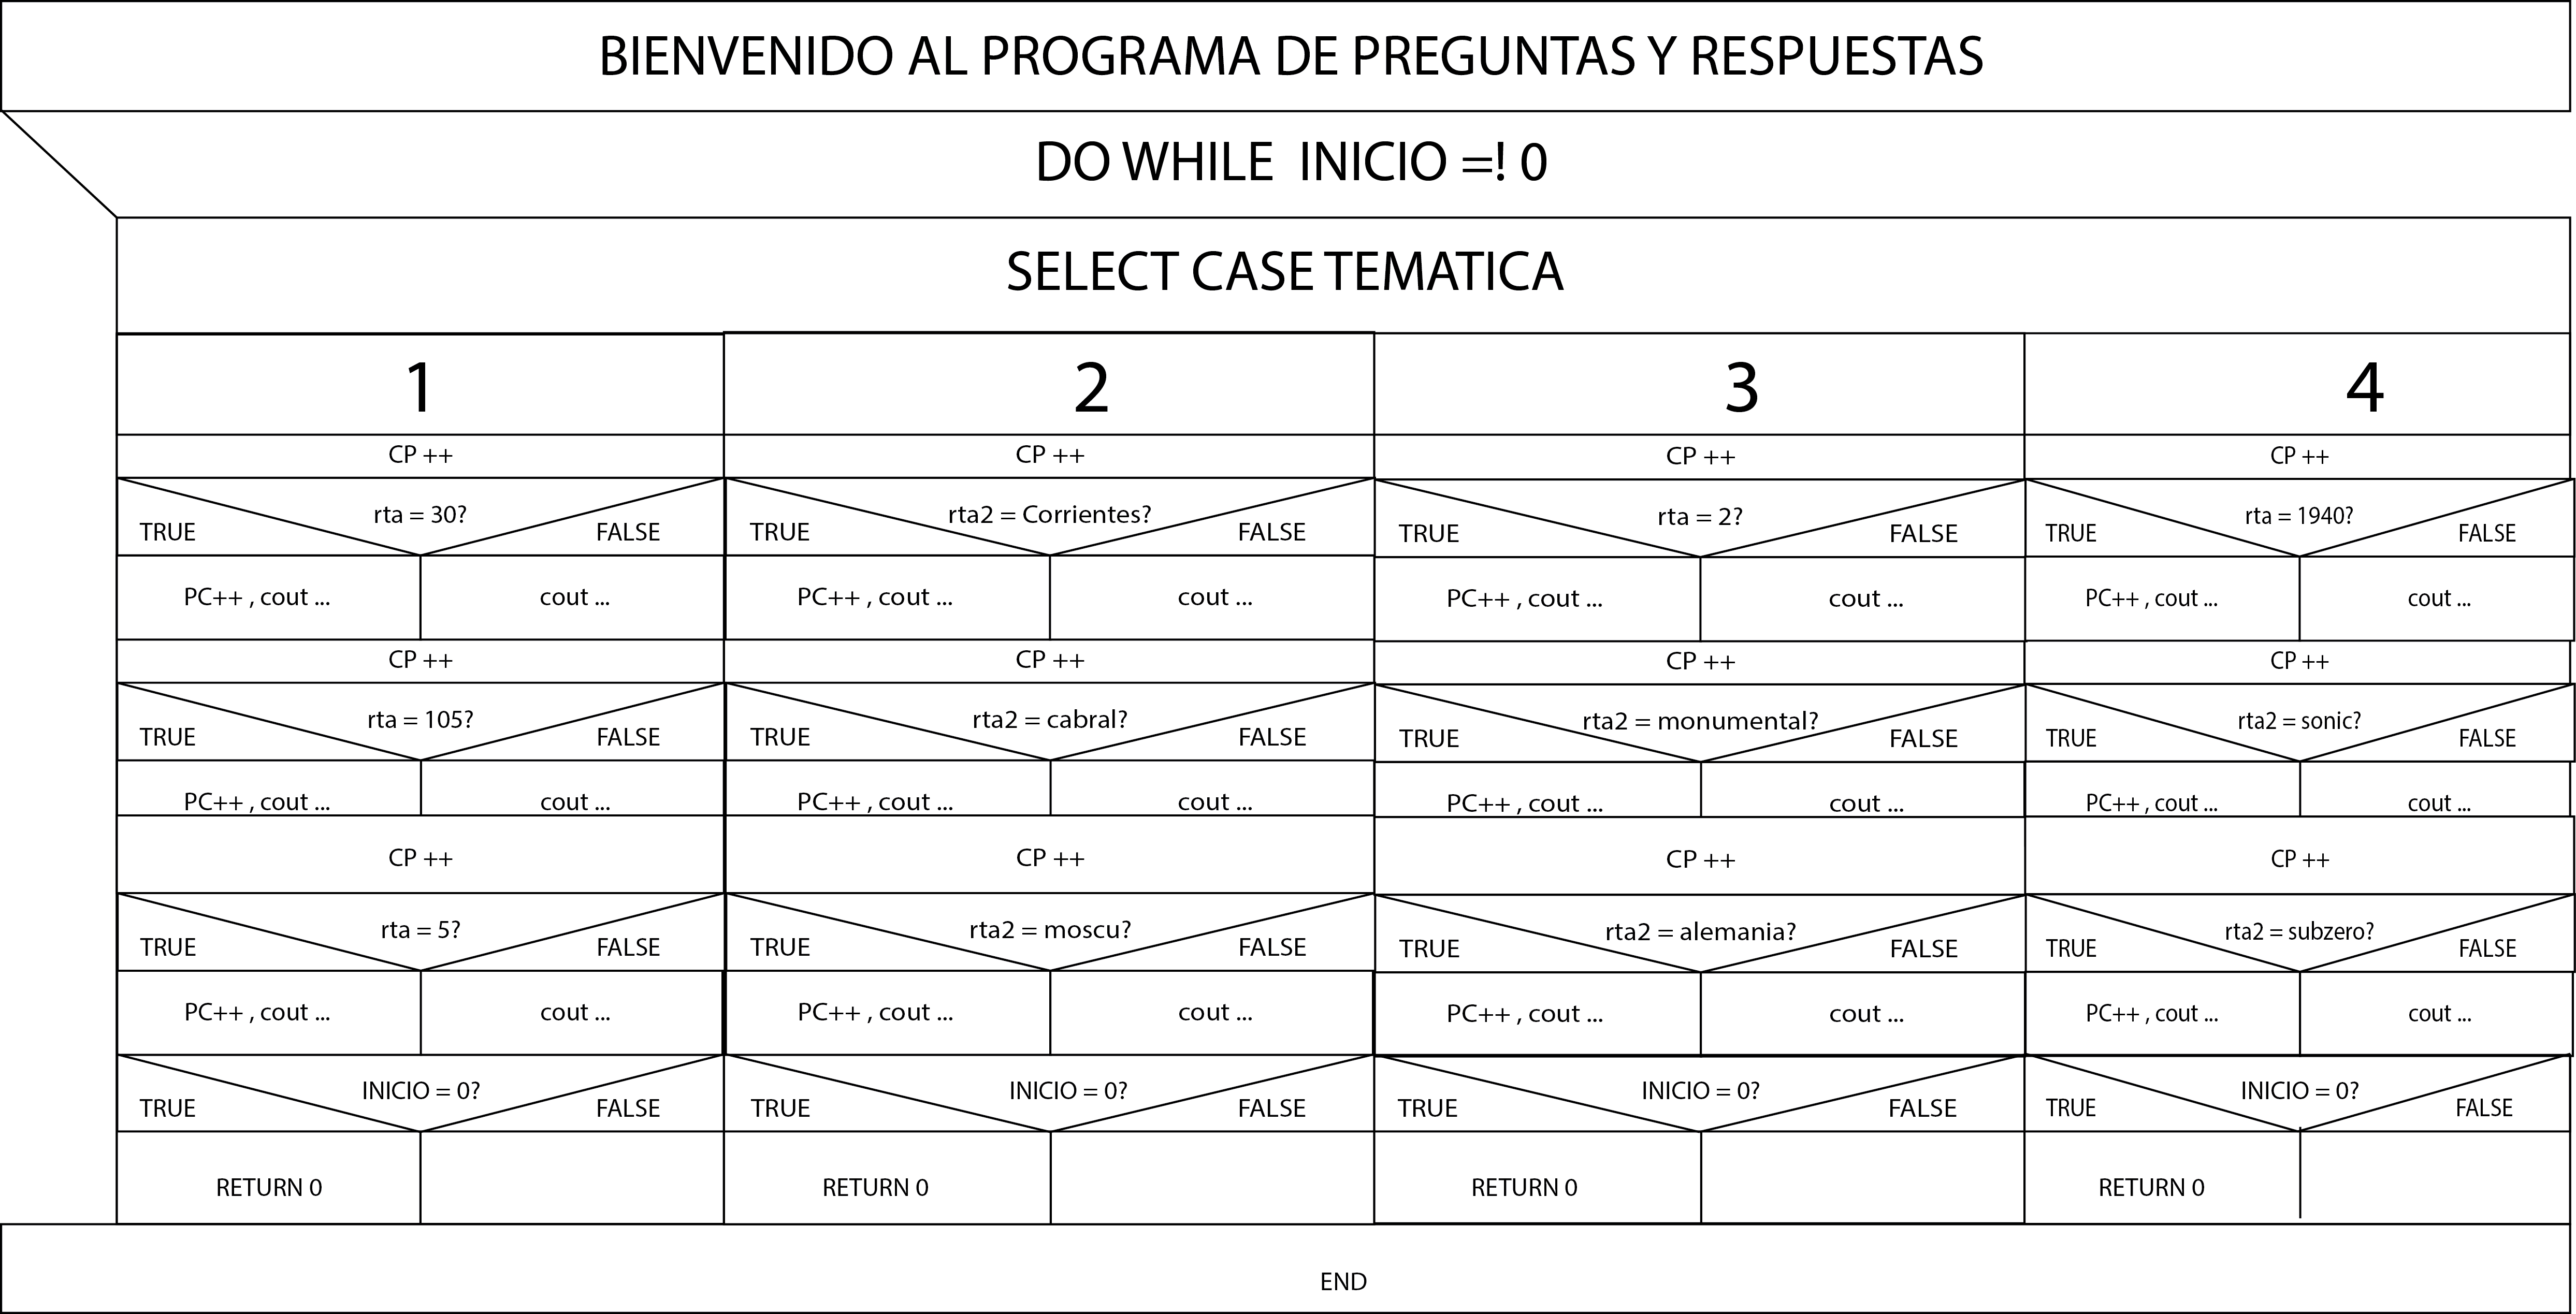 BIENVENIDO AL PROGRAMA DE PREGUNTAS Y RESPUESTAS
DO WHILE INICIO =! 0
SELECT CASE TEMATICA
1 2 3 4
CP ++ CP ++ CP ++ CP ++
rta = 30? rta2 = Corrientes? rta = 2? rta = 1940?
TRUE FALSE TRUE FALSE TRUE FALSE TRUE FALSE
PC++ , cout ... cout ... PC++ , cout ... cout ... PC++ , cout ... cout ... PC++ , cout ... cout ...
CP ++ CP ++ CP ++ CP ++
rta = 105? rta2 = cabral? rta2 = monumental? rta2 = sonic?
TRUE FALSE TRUE FALSE TRUE FALSE TRUE FALSE
PC++ , cout ... cout ... PC++ , cout ... cout ... PC++ , cout ... cout ... PC++ , cout ... cout ...
CP ++ CP ++ CP ++ CP ++
rta = 5? rta2 = moscu? rta2 = alemania? rta2 = subzero?
TRUE FALSE TRUE FALSE TRUE FALSE TRUE FALSE
PC++ , cout ... cout ... PC++ , cout ... cout ... PC++ , cout ... cout ... PC++ , cout ... cout ...
INICIO = 0? INICIO = 0? INICIO = 0? INICIO = 0?
TRUE FALSE TRUE FALSE TRUE FALSE TRUE FALSE
RETURN 0 RETURN 0 RETURN 0 RETURN 0
END